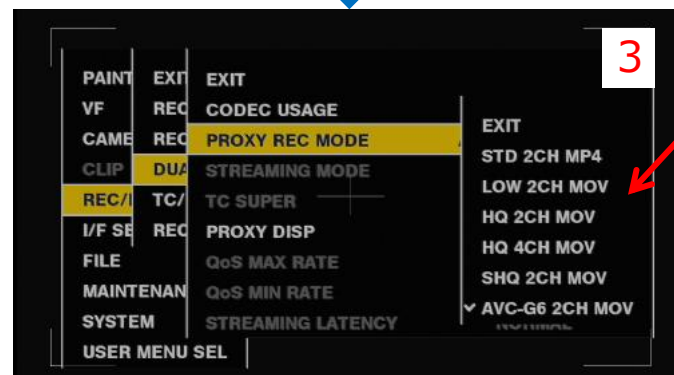 3
PAINT
VF
CAME
CLIP
REC/I
I/F SE
FILE
MAINTENAN
SYSTEM
USER MENU SEL
EXIT
REC
REC
DUA
TC/
REC
EXIT
CODEC USAGE
PROXY REC MODE
STREAMING MODE
TC SUPER
PROXY DISP
QoS MAX RATE
QoS MIN RATE
STREAMING LATENCY
EXIT
STD 2CH MP4
LOW 2CH MOV
HQ 2CH MOV
HQ 4CH MOV
SHQ 2CH MOV
AVC-G6 2CH MOV
NORMAL